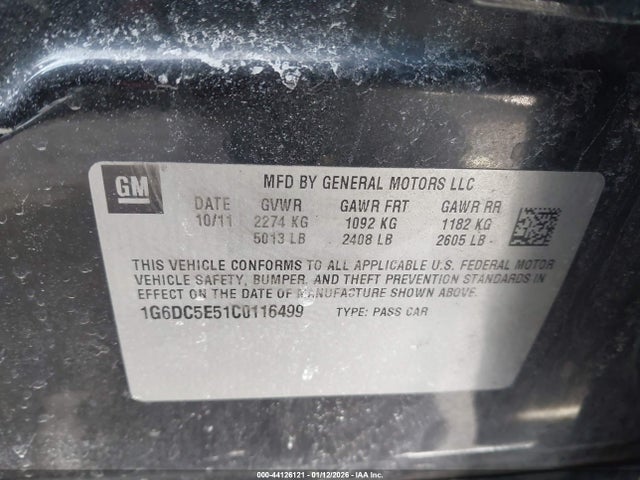 GM
MFD BY GENERAL MOTORS LLC
DATE GVWR GAWR FRT GAWR RR
10/11 2274 KG 1092 KG 1182 KG
5013 LB 2408 LB 2605 LB
THIS VEHICLE CONFORMS TO ALL APPLICABLE U.S. FEDERAL MOTOR
VEHICLE SAFETY, BUMPER, AND THEFT PREVENTION STANDARDS IN
EFFECT ON THE DATE OF MANUFACTURE SHOWN ABOVE.
1G6DC5E51C0116499 TYPE: PASS CAR
000-44126121 - 01/12/2026 - IAA Inc.